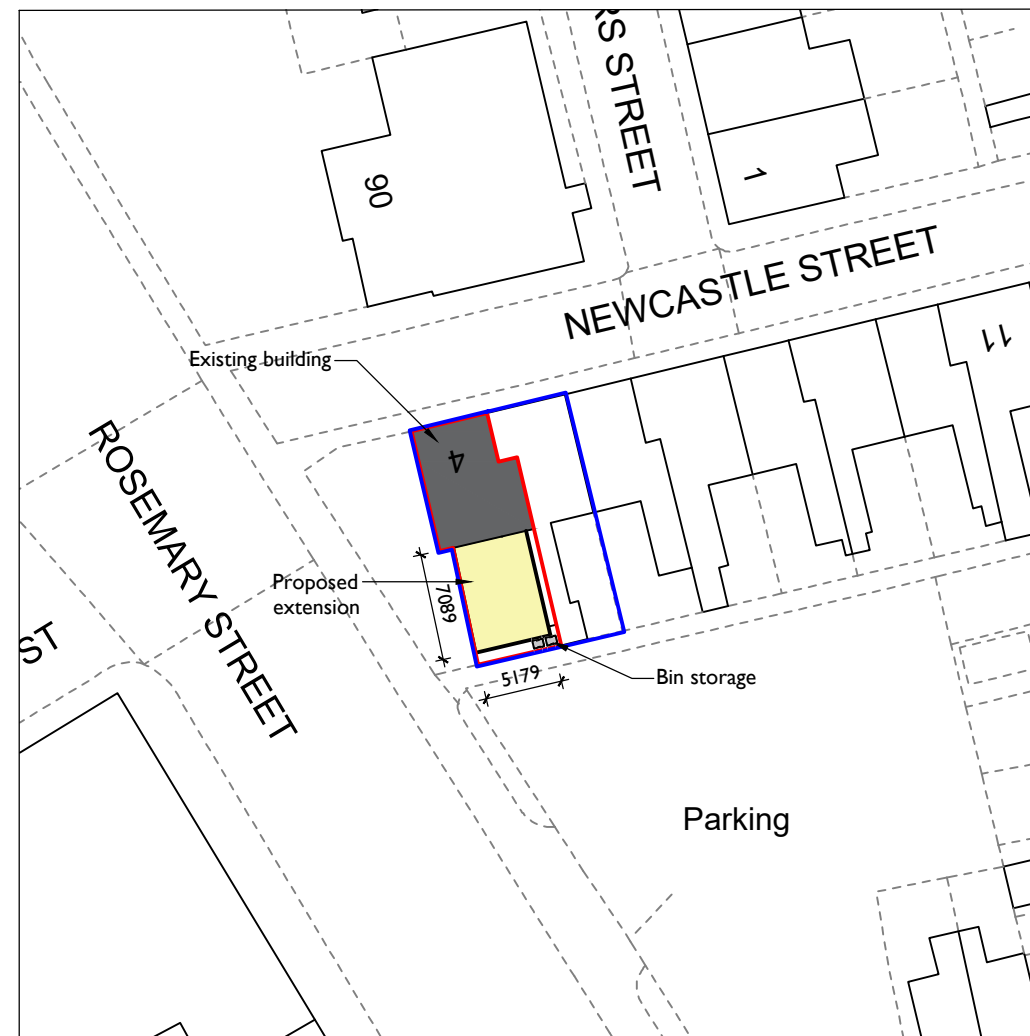 RS STREET
90
1
NEWCASTLE STREET
11
Existing building
4
ROSEMARY STREET
Proposed
extension
7089
ST
5179
Bin storage
Parking